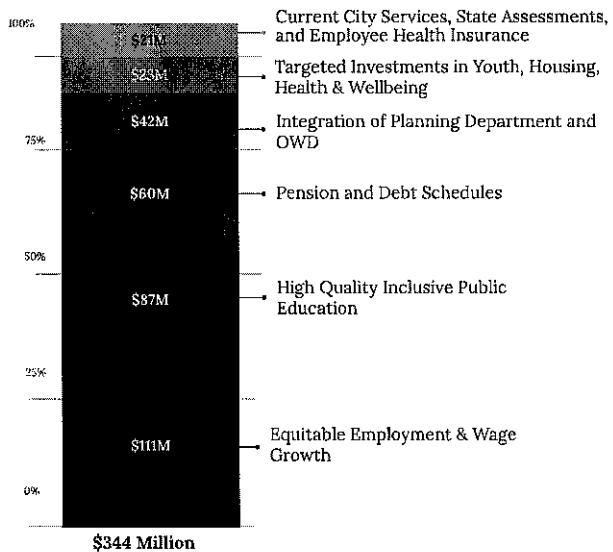 100%
$21M
Current City Services, State Assessments,
and Employee Health Insurance
$23M
Targeted Investments in Youth, Housing,
Health & Wellbeing
75%
$42M
Integration of Planning Department and
OWD
$60M
Pension and Debt Schedules
50%
$87M
High Quality Inclusive Public
Education
25%
$111M
Equitable Employment & Wage
Growth
0%
$344 Million